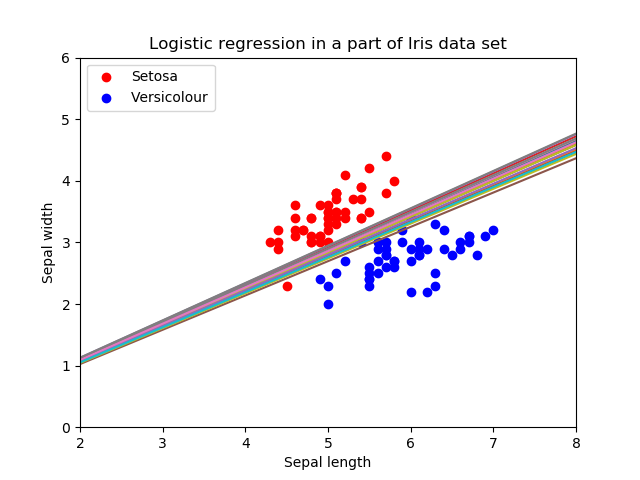 Logistic regression in a part of Iris data set
Setosa
Versicolour
6
5
4
3
2
1
0
Sepal width
2 3 4 5 6 7 8
Sepal length